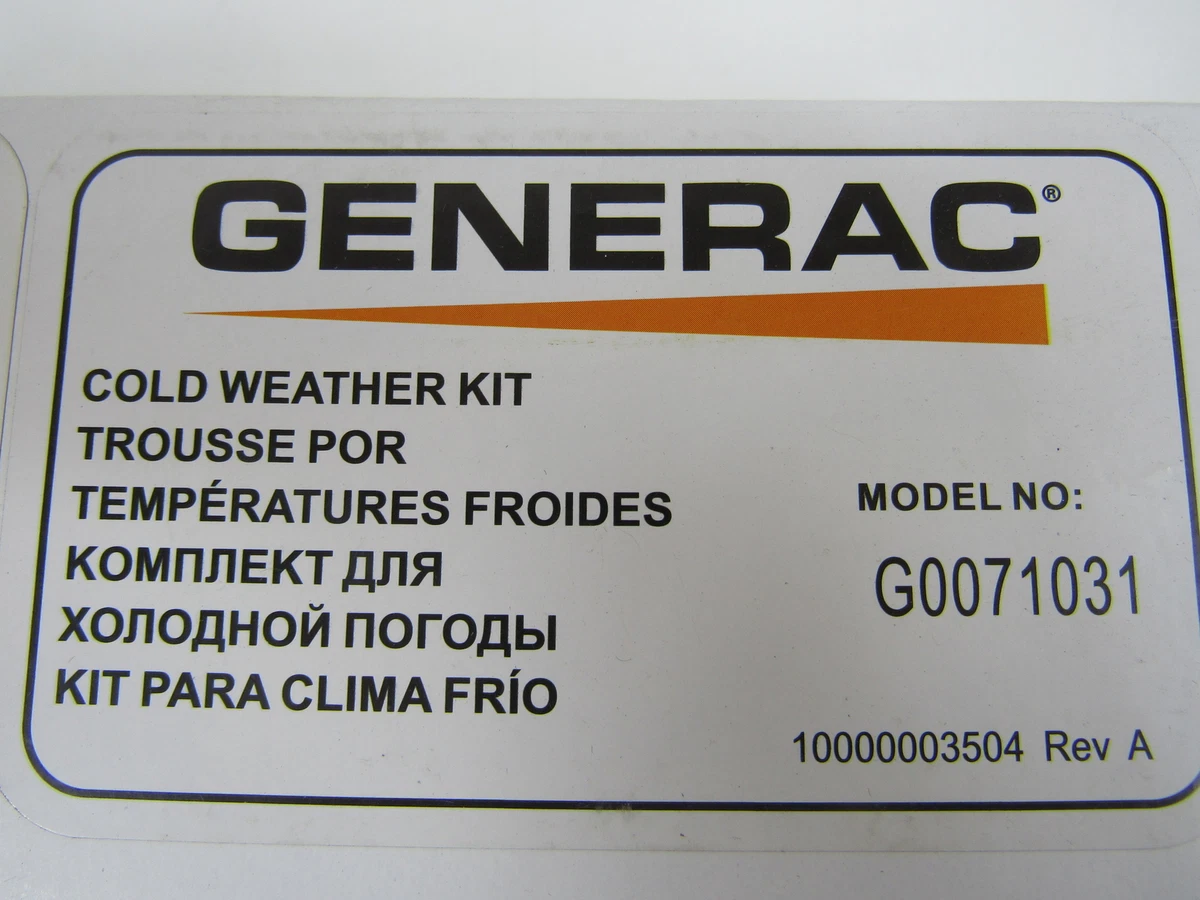 GENERAC®
COLD WEATHER KIT
TROUSSE POR
TEMPÉRATURES FROIDES
КОМПЛЕКТ ДЛЯ
ХОЛОДНОЙ ПОГОДЫ
KIT PARA CLIMA FRÍO
MODEL NO:
G0071031
10000003504 Rev A